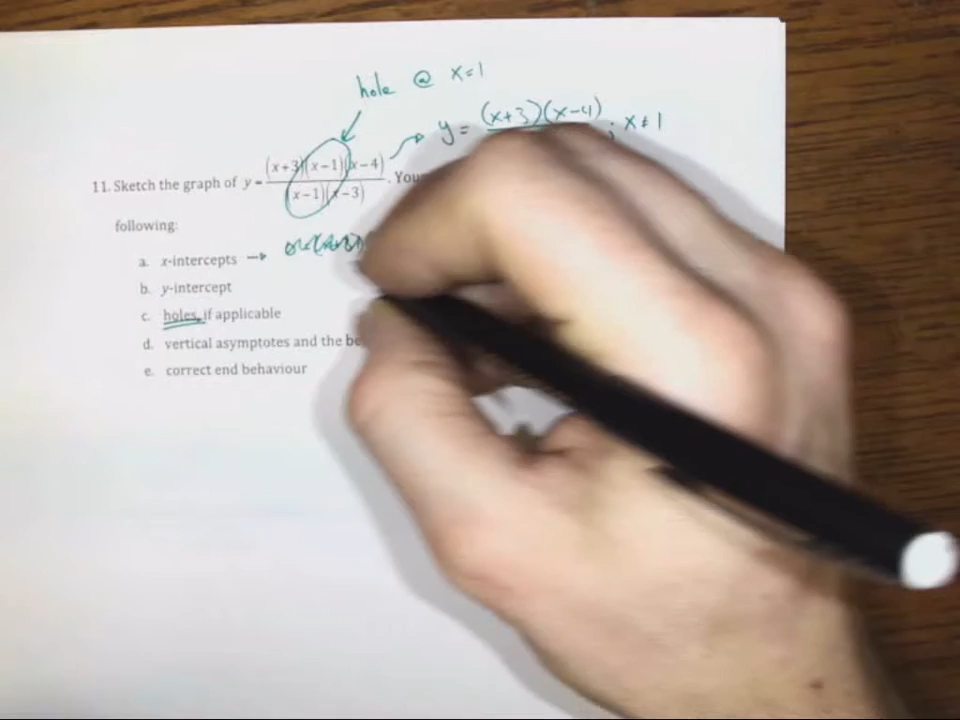 hole @ x=1
y= (x+3)(x-4) ; x≠1
11. Sketch the graph of y = (x+3)(x−1)(x−4) / (x−1)(x−3) . You
following:
a. x-intercepts →
b. y-intercept
c. holes, if applicable
d. vertical asymptotes and the be
e. correct end behaviour